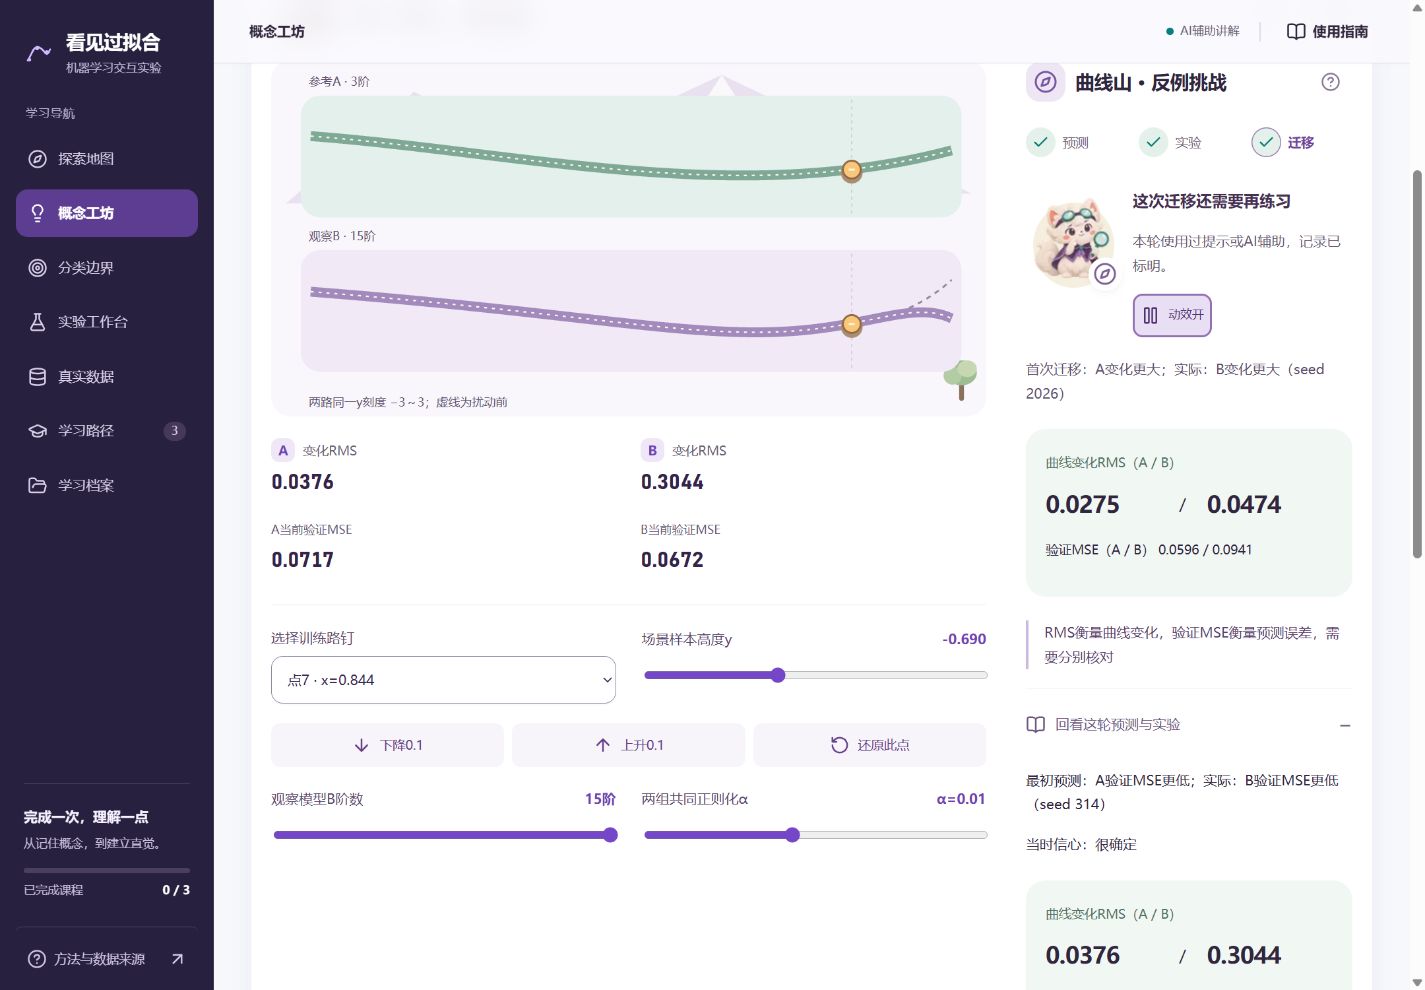 看见过拟合
机器学习交互实验
学习导航
探索地图
概念工坊
分类边界
实验工作台
真实数据
学习路径
3
学习档案
完成一次，理解一点
从记住概念，到建立直觉。
已完成课程
0 / 3
方法与数据来源
概念工坊
AI辅助讲解
使用指南
参考A · 3阶
观察B · 15阶
两路同一y刻度 −3 ~ 3；虚线为扰动前
A 变化RMS
0.0376
B 变化RMS
0.3044
A当前验证MSE
0.0717
B当前验证MSE
0.0672
选择训练路钉
点7 · x=0.844
场景样本高度y
-0.690
下降0.1
上升0.1
还原此点
观察模型B阶数
15阶
两组共同正则化α
α=0.01
曲线山 • 反例挑战
预测
实验
迁移
这次迁移还需要再练习
本轮使用过提示或AI辅助，记录已
标明。
动效开
首次迁移：A变化更大；实际：B变化更大（seed
2026）
曲线变化RMS（A / B）
0.0275 / 0.0474
验证MSE（A / B） 0.0596 / 0.0941
RMS衡量曲线变化，验证MSE衡量预测误差，需
要分别核对
回看这轮预测与实验
最初预测：A验证MSE更低；实际：B验证MSE更低
（seed 314）
当时信心：很确定
曲线变化RMS（A / B）
0.0376 / 0.3044